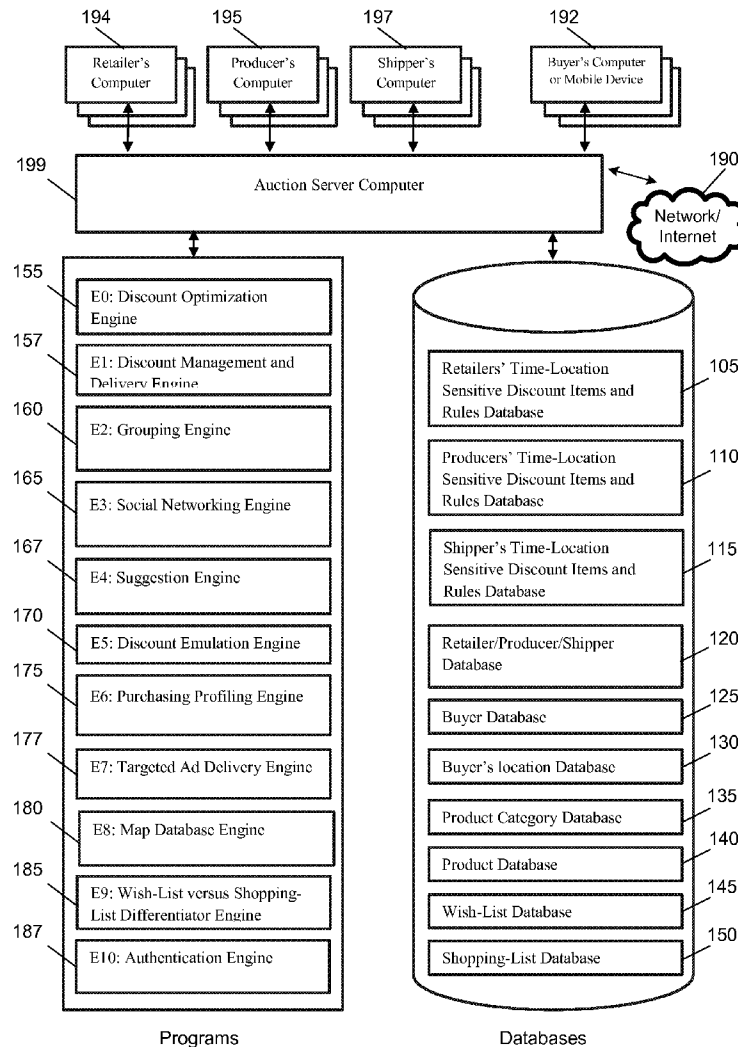 194
195
197
192
Retailer's
Computer
Producer's
Computer
Shipper's
Computer
Buyer's Computer
or Mobile Device
199
Auction Server Computer
190
Network/
Internet
155
E0: Discount Optimization
Engine
157
E1: Discount Management and
Delivery Engine
160
E2: Grouping Engine
165
E3: Social Networking Engine
167
E4: Suggestion Engine
170
E5: Discount Emulation Engine
175
E6: Purchasing Profiling Engine
177
E7: Targeted Ad Delivery Engine
180
E8: Map Database Engine
185
E9: Wish-List versus Shopping-
List Differentiator Engine
187
E10: Authentication Engine
Programs
Retailers' Time-Location
Sensitive Discount Items and
Rules Database
105
Producers' Time-Location
Sensitive Discount Items and
Rules Database
110
Shipper's Time-Location
Sensitive Discount Items and
Rules Database
115
Retailer/Producer/Shipper
Database
120
Buyer Database
125
Buyer's location Database
130
Product Category Database
135
Product Database
140
Wish-List Database
145
Shopping-List Database
150
Databases